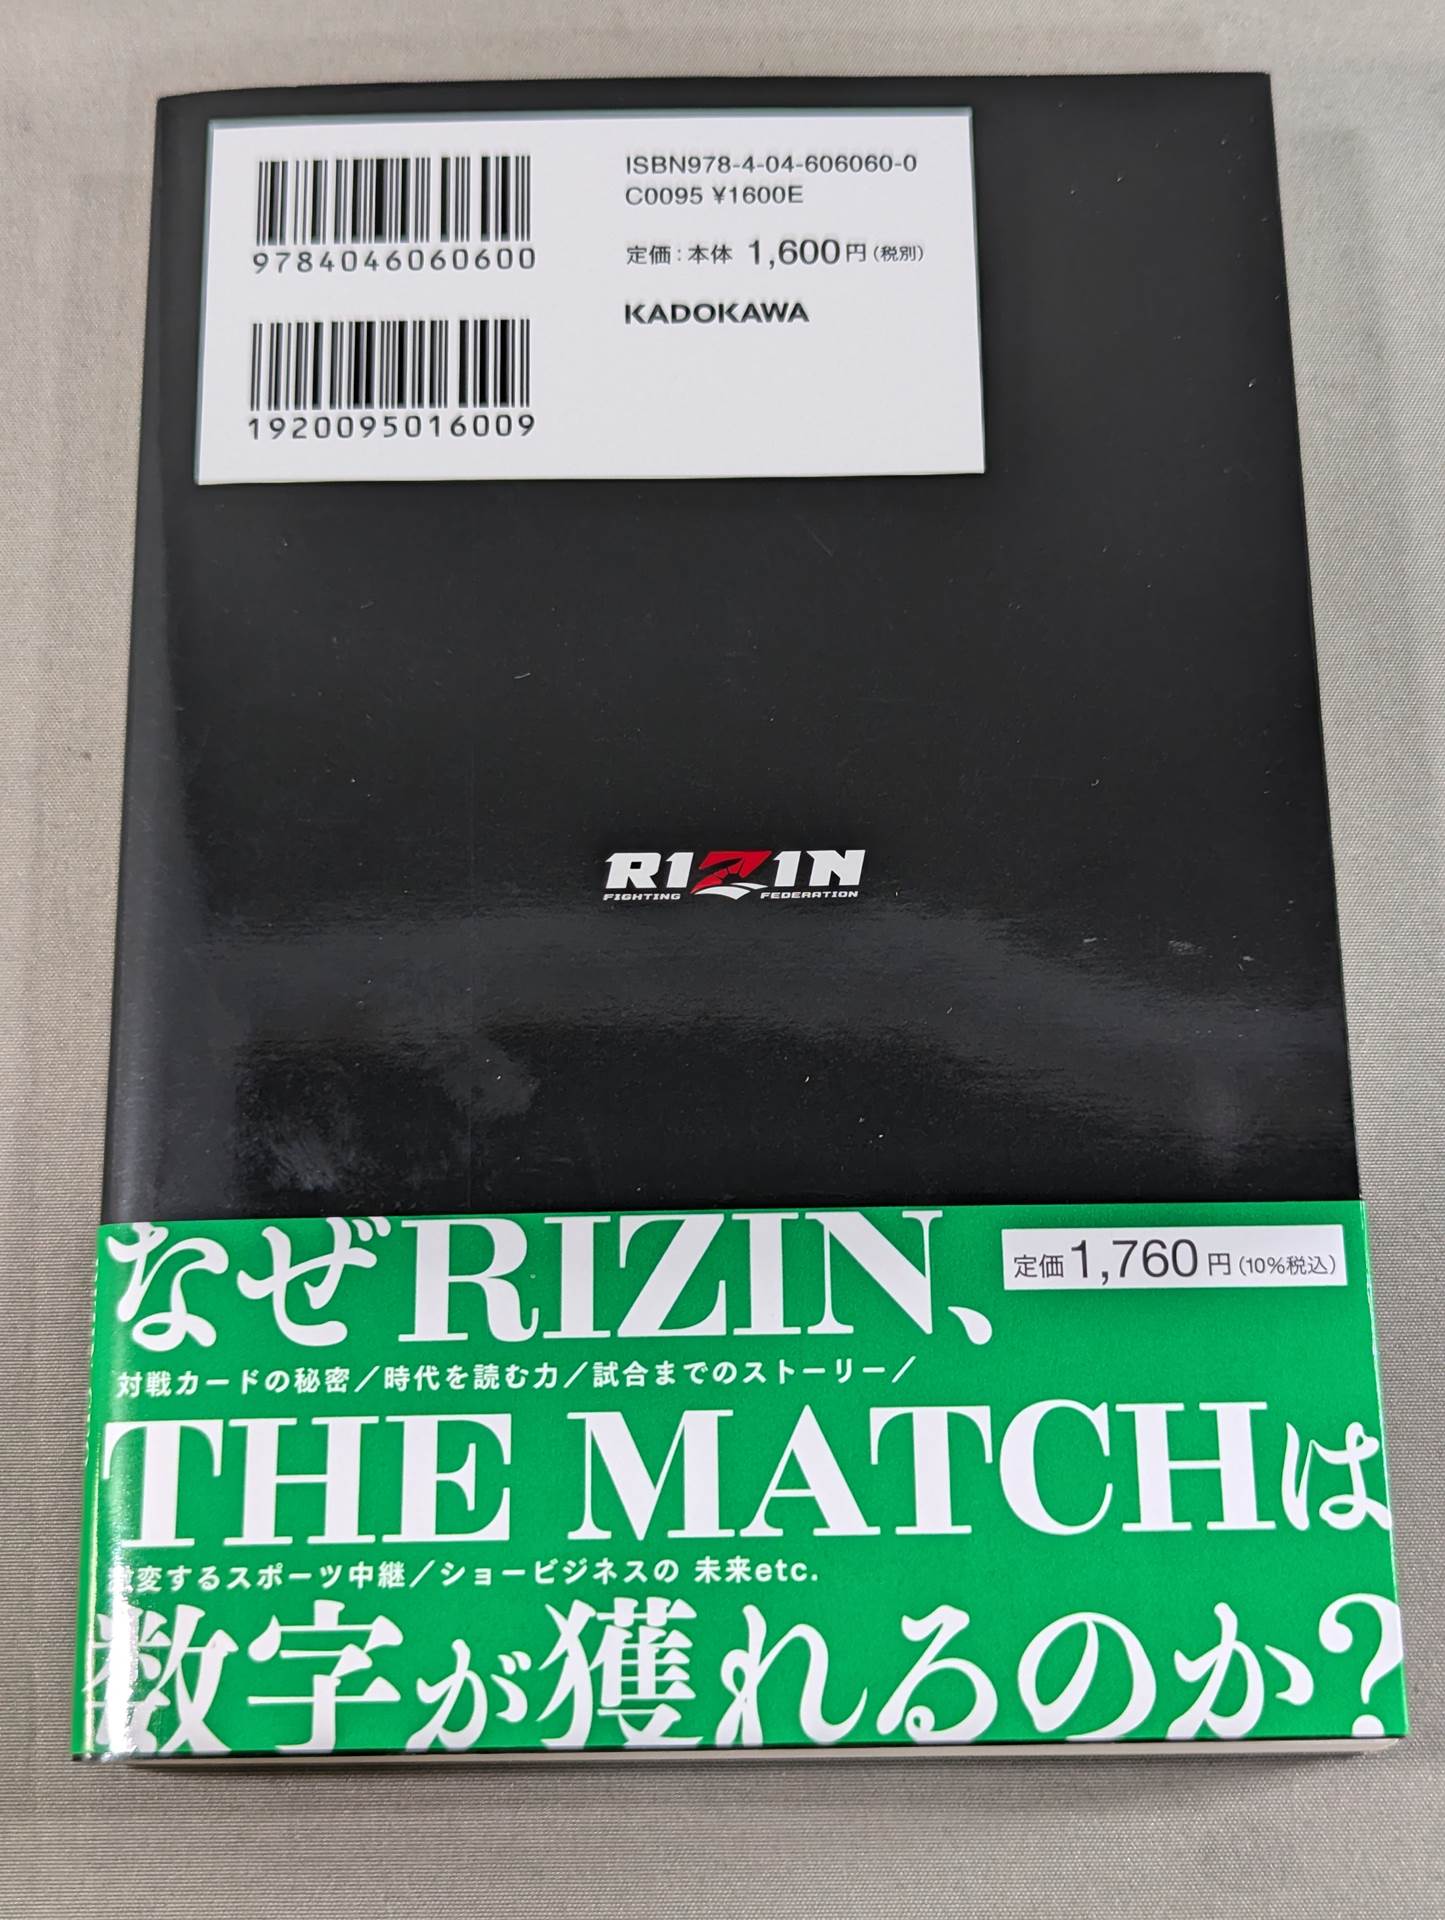 ISBN978-4-04-606060-0
C0095 ¥1600E
9784046060600
定価：本体 1,600円（税別）
KADOKAWA
1920095016009
RIZIN
FIGHTING FEDERATION
なぜRIZIN、
定価1,760円（10%税込）
対戦カードの秘密／時代を読む力／試合までのストーリー／
THE MATCHは
激変するスポーツ中継／ショービジネスの 未来etc.
数字が獲れるのか?